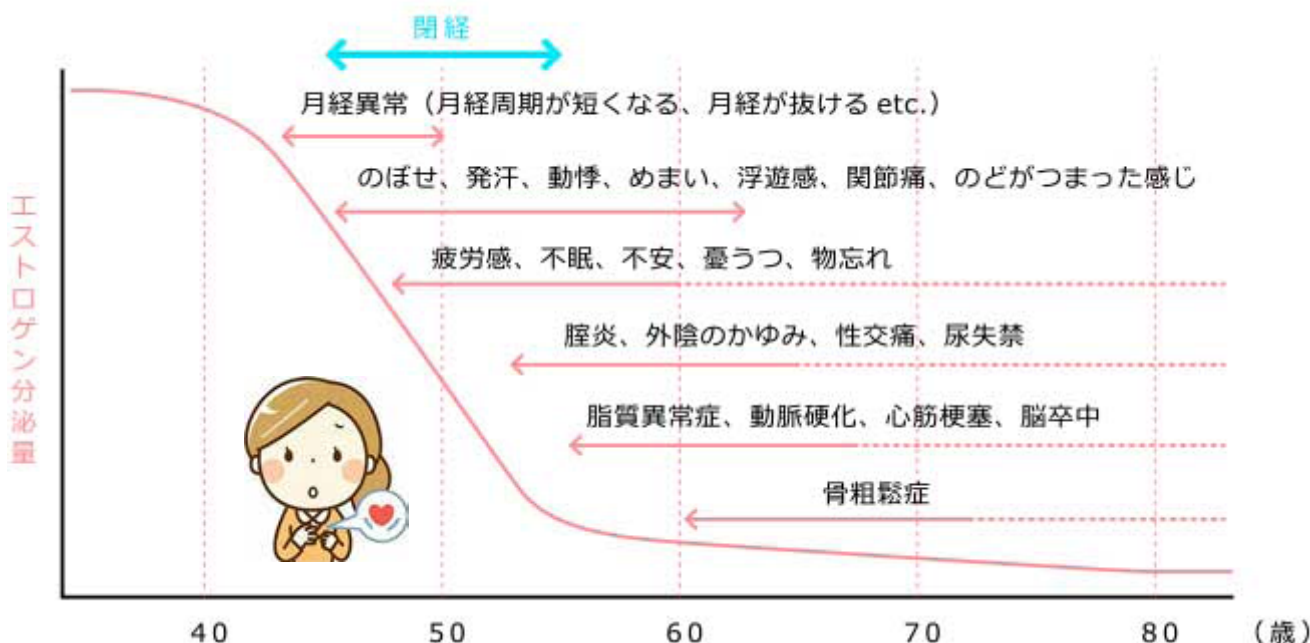 閉経
月経異常（月経周期が短くなる、月経が抜ける etc.）
のぼせ、発汗、動悸、めまい、浮遊感、関節痛、のどがつまった感じ
疲労感、不眠、不安、憂うつ、物忘れ
腟炎、外陰のかゆみ、性交痛、尿失禁
脂質異常症、動脈硬化、心筋梗塞、脳卒中
骨粗鬆症
エストロゲン分泌量
40 50 60 70 80 （歳）